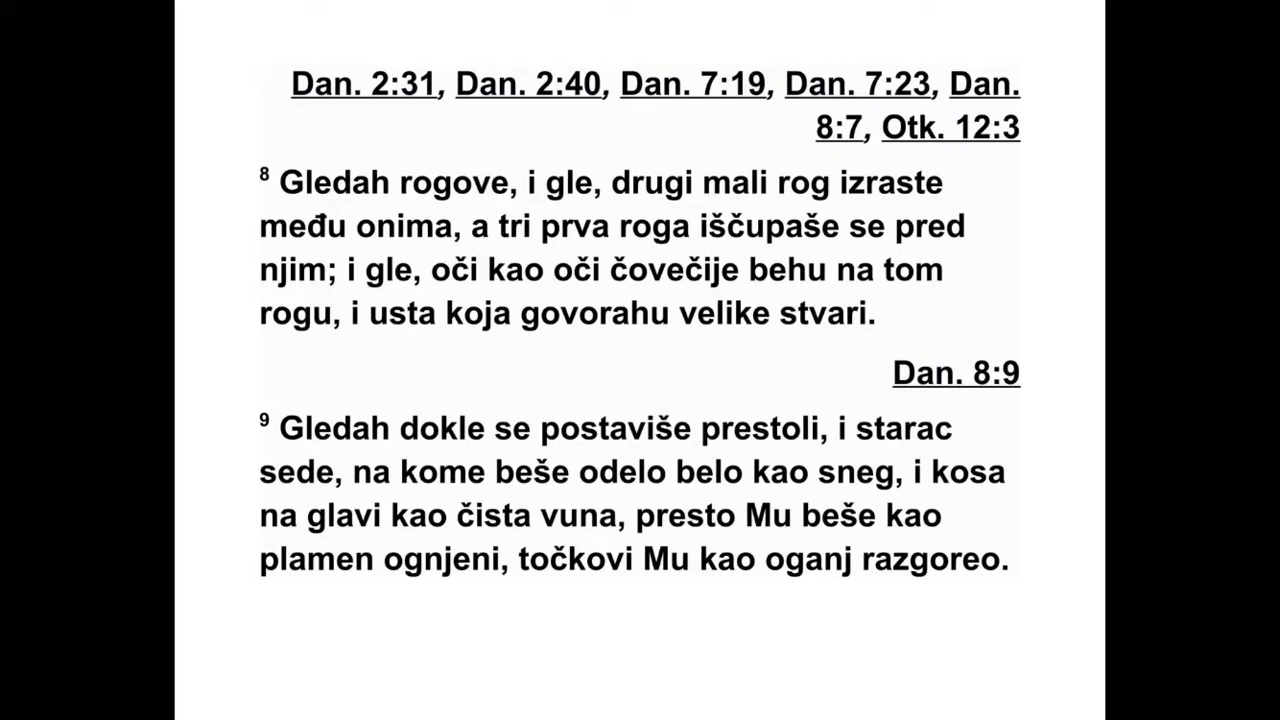 Dan. 2:31, Dan. 2:40, Dan. 7:19, Dan. 7:23, Dan.
8:7, Otk. 12:3
8 Gledah rogove, i gle, drugi mali rog izraste
među onima, a tri prva roga iščupaše se pred
njim; i gle, oči kao oči čovečije behu na tom
rogu, i usta koja govorahu velike stvari.
Dan. 8:9
9 Gledah dokle se postaviše prestoli, i starac
sede, na kome beše odelo belo kao sneg, i kosa
na glavi kao čista vuna, presto Mu beše kao
plamen ognjeni, točkovi Mu kao oganj razgoreo.